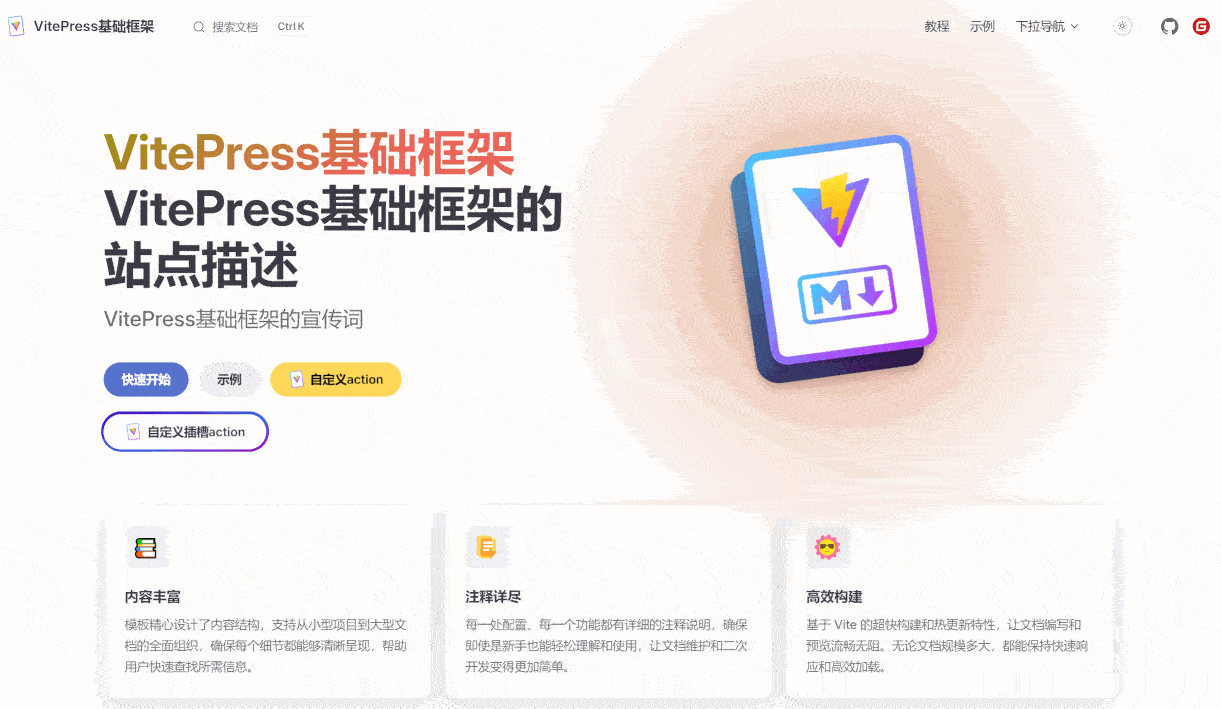 VitePress基础框架
搜索文档
Ctrl K
教程
示例
下拉导航
VitePress基础框架
VitePress基础框架的
站点描述
VitePress基础框架的宣传词
快速开始
示例
自定义action
自定义插槽action
M
内容丰富
模板精心设计了内容结构，支持从小型项目到大型文
档的全面组织，确保每个细节都能够清晰呈现，帮助
用户快速查找所需信息。
注释详尽
每一处配置、每一个功能都有详细的注释说明，确保
即使是新手也能轻松理解和使用，让文档维护和二次
开发变得更加简单。
高效构建
基于 Vite 的超快构建和热更新特性，让文档编写和
预览流畅无阻。无论文档规模多大，都能保持快速响
应和高效加载。